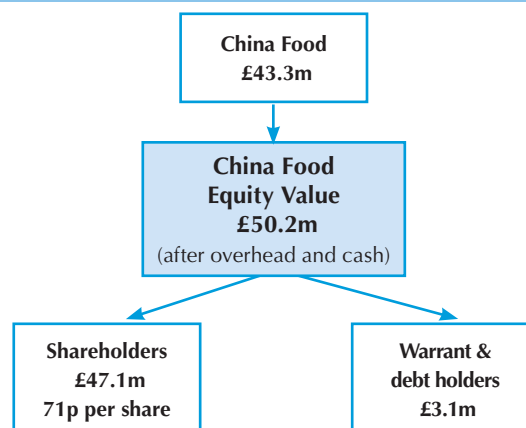 China Food
£43.3m
China Food
Equity Value
£50.2m
(after overhead and cash)
Shareholders
£47.1m
71p per share
Warrant &
debt holders
£3.1m